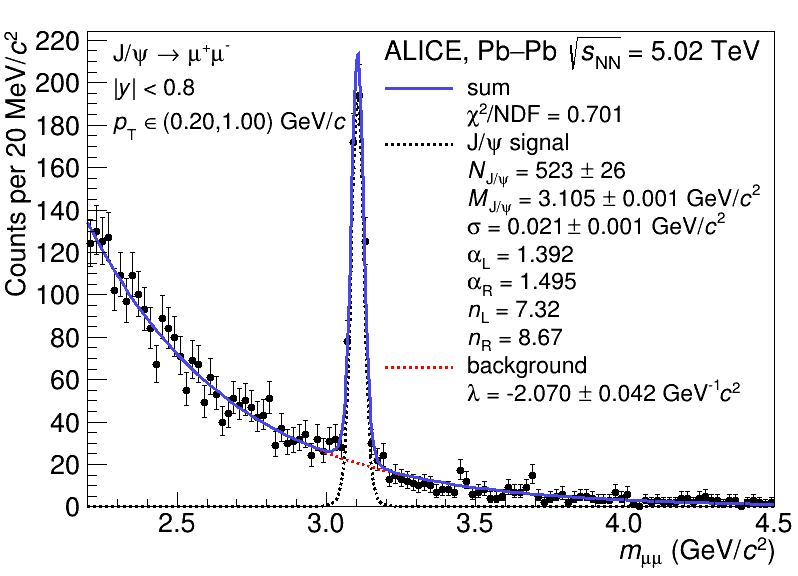 J/ψ → μ⁺μ⁻
|y| < 0.8
p_T ∈ (0.20,1.00) GeV/c
ALICE, Pb–Pb √s_NN = 5.02 TeV
sum
χ²/NDF = 0.701
J/ψ signal
N_J/ψ = 523 ± 26
M_J/ψ = 3.105 ± 0.001 GeV/c²
σ = 0.021 ± 0.001 GeV/c²
α_L = 1.392
α_R = 1.495
n_L = 7.32
n_R = 8.67
background
λ = -2.070 ± 0.042 GeV⁻¹c²
Counts per 20 MeV/c²
220
200
180
160
140
120
100
80
60
40
20
0
2.5 3.0 3.5 4.0 4.5
m_μμ (GeV/c²)